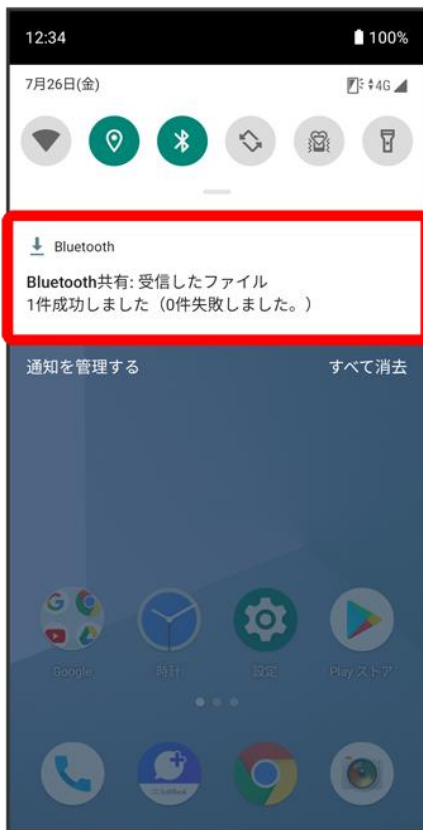 12:34 100%
7月26日(金) 4G
Bluetooth
Bluetooth共有: 受信したファイル
1件成功しました（0件失敗しました。）
通知を管理する すべて消去
Google 時計 設定 Play ストア